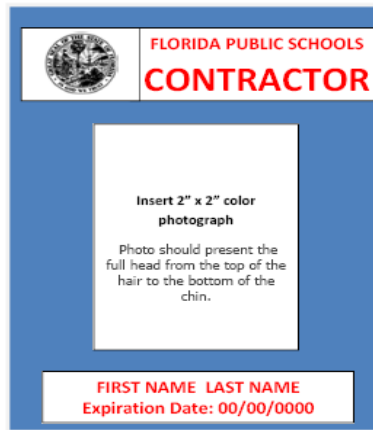 FLORIDA PUBLIC SCHOOLS
CONTRACTOR
Insert 2” x 2” color
photograph
Photo should present the
full head from the top of the
hair to the bottom of the
chin.
FIRST NAME LAST NAME
Expiration Date: 00/00/0000